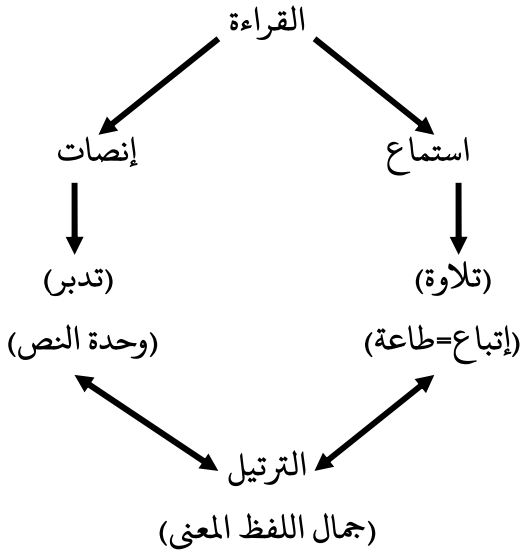 القراءة
استماع
إنصات
(تلاوة)
(تدبر)
(إتباع=طاعة)
(وحدة النص)
الترتيل
(جمال اللفظ المعنى)